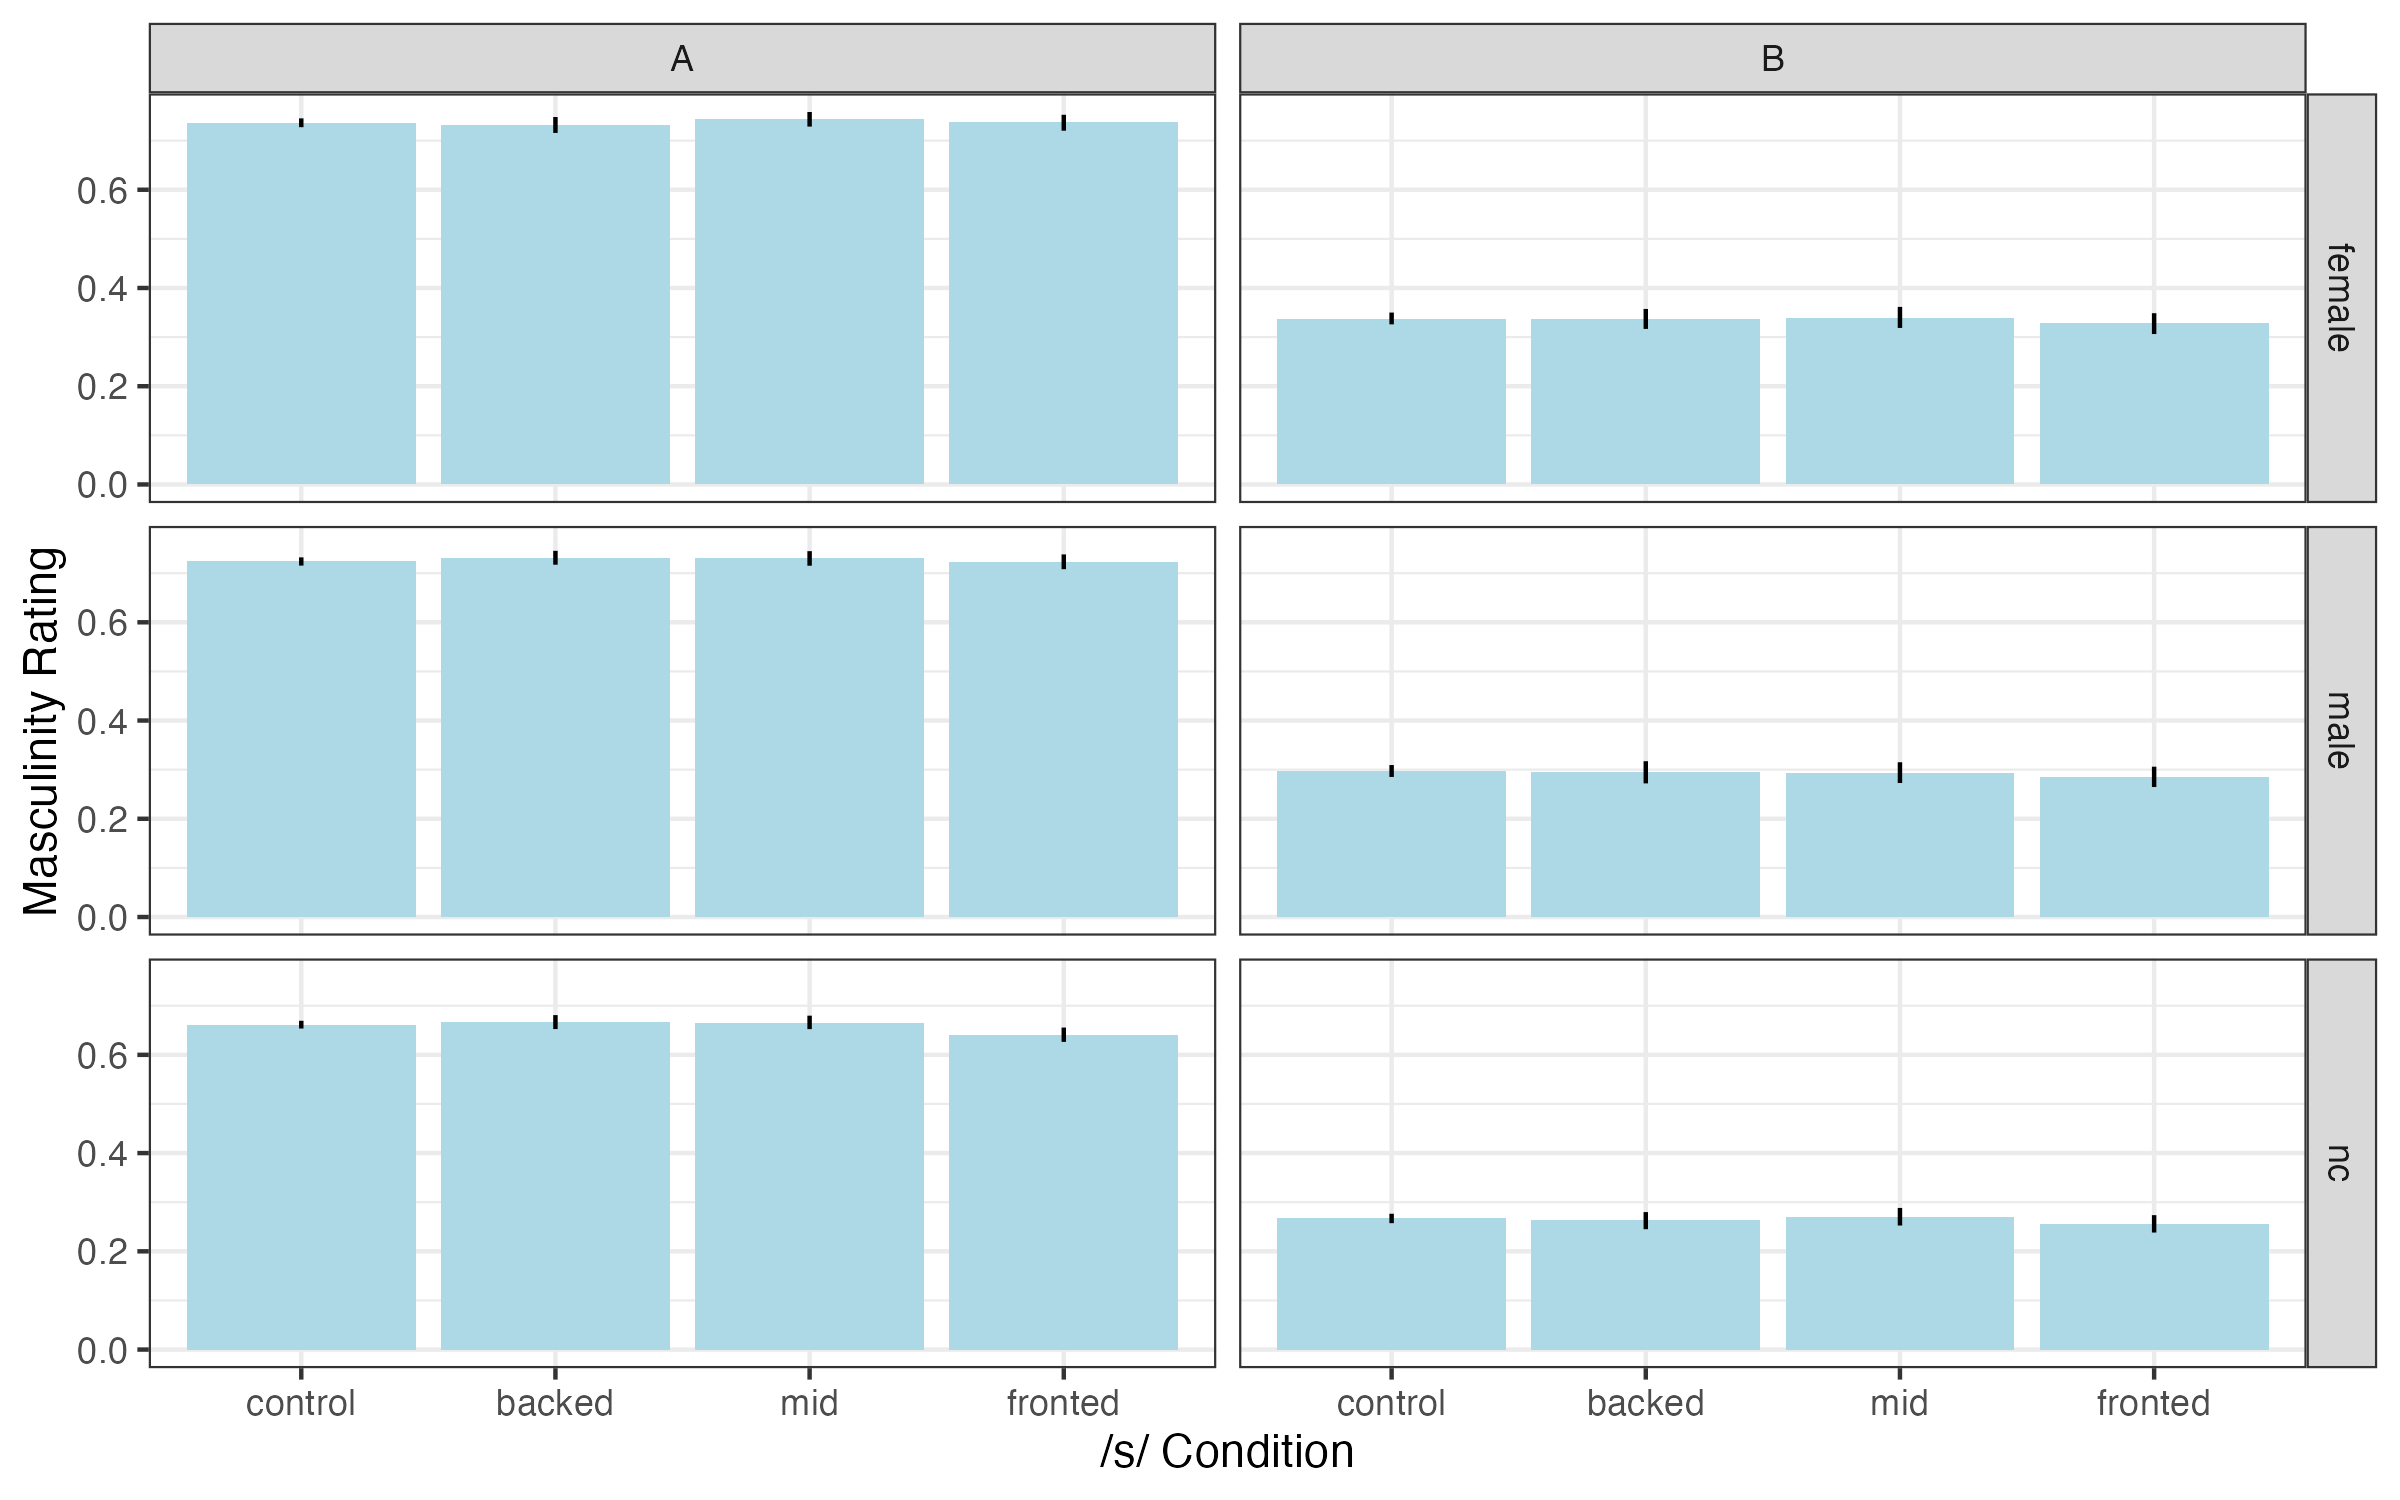 A
B
0.6
0.4
0.2
0.0
female
0.6
0.4
0.2
0.0
male
0.6
0.4
0.2
0.0
nc
Masculinity Rating
control backed mid fronted control backed mid fronted
/s/ Condition